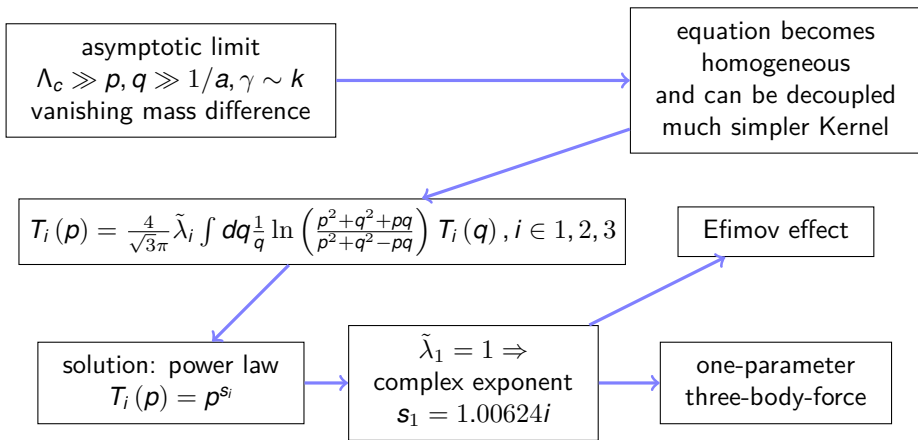 asymptotic limit
Λ_c ≫ p, q ≫ 1/a, γ ∼ k
vanishing mass difference
equation becomes
homogeneous
and can be decoupled
much simpler Kernel
T_i (p) = 4/(√3π) λ̃_i ∫ dq 1/q ln ((p²+q²+pq)/(p²+q²−pq)) T_i (q) , i ∈ 1, 2, 3
Efimov effect
solution: power law
T_i (p) = p^{s_i}
λ̃_1 = 1 ⇒
complex exponent
s_1 = 1.00624i
one-parameter
three-body-force